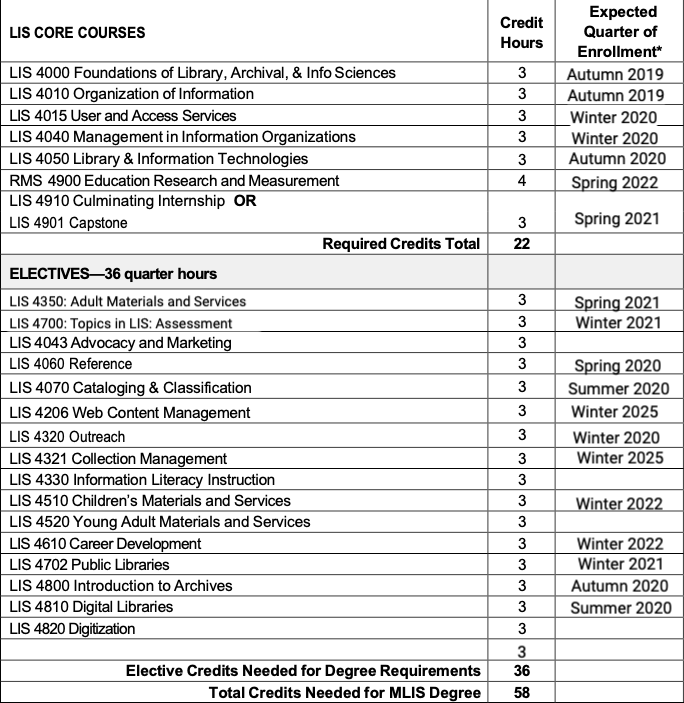 LIS CORE COURSES Credit Hours Expected Quarter of Enrollment*
LIS 4000 Foundations of Library, Archival, & Info Sciences 3 Autumn 2019
LIS 4010 Organization of Information 3 Autumn 2019
LIS 4015 User and Access Services 3 Winter 2020
LIS 4040 Management in Information Organizations 3 Winter 2020
LIS 4050 Library & Information Technologies 3 Autumn 2020
RMS 4900 Education Research and Measurement 4 Spring 2022
LIS 4910 Culminating Internship OR
LIS 4901 Capstone 3 Spring 2021
Required Credits Total 22
ELECTIVES—36 quarter hours
LIS 4350: Adult Materials and Services 3 Spring 2021
LIS 4700: Topics in LIS: Assessment 3 Winter 2021
LIS 4043 Advocacy and Marketing 3
LIS 4060 Reference 3 Spring 2020
LIS 4070 Cataloging & Classification 3 Summer 2020
LIS 4206 Web Content Management 3 Winter 2025
LIS 4320 Outreach 3 Winter 2020
LIS 4321 Collection Management 3 Winter 2025
LIS 4330 Information Literacy Instruction 3
LIS 4510 Children’s Materials and Services 3 Winter 2022
LIS 4520 Young Adult Materials and Services 3
LIS 4610 Career Development 3 Winter 2022
LIS 4702 Public Libraries 3 Winter 2021
LIS 4800 Introduction to Archives 3 Autumn 2020
LIS 4810 Digital Libraries 3 Summer 2020
LIS 4820 Digitization 3
3
Elective Credits Needed for Degree Requirements 36
Total Credits Needed for MLIS Degree 58